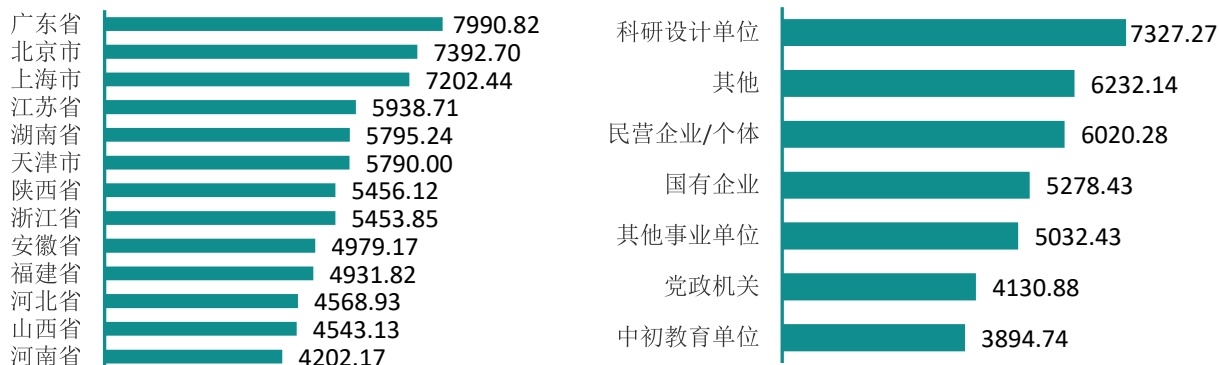 广东省 7990.82
北京市 7392.70
上海市 7202.44
江苏省 5938.71
湖南省 5795.24
天津市 5790.00
陕西省 5456.12
浙江省 5453.85
安徽省 4979.17
福建省 4931.82
河北省 4568.93
山西省 4543.13
河南省 4202.17
科研设计单位 7327.27
其他 6232.14
民营企业/个体 6020.28
国有企业 5278.43
其他事业单位 5032.43
党政机关 4130.88
中初教育单位 3894.74